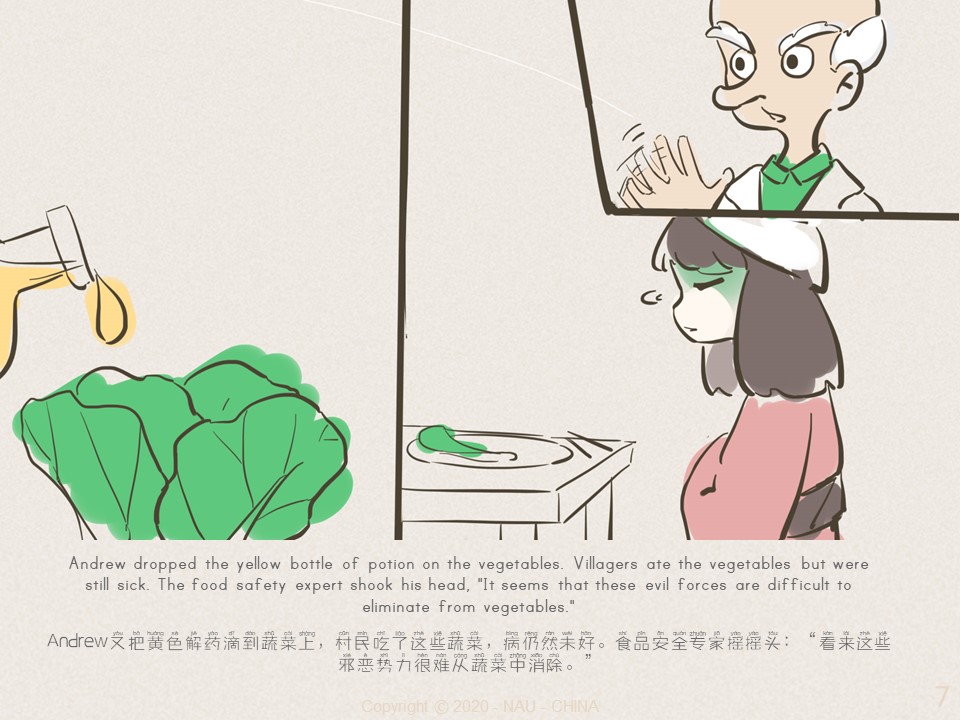 Andrew dropped the yellow bottle of potion on the vegetables. Villagers ate the vegetables but were
still sick. The food safety expert shook his head, "It seems that these evil forces are difficult to
eliminate from vegetables."
Andrew又把黄色解药滴到蔬菜上，村民吃了这些蔬菜，病仍然未好。食品安全专家摇摇头：“看来这些
邪恶势力很难从蔬菜中消除。”
Copyright © 2020 - NAU - CHINA
7